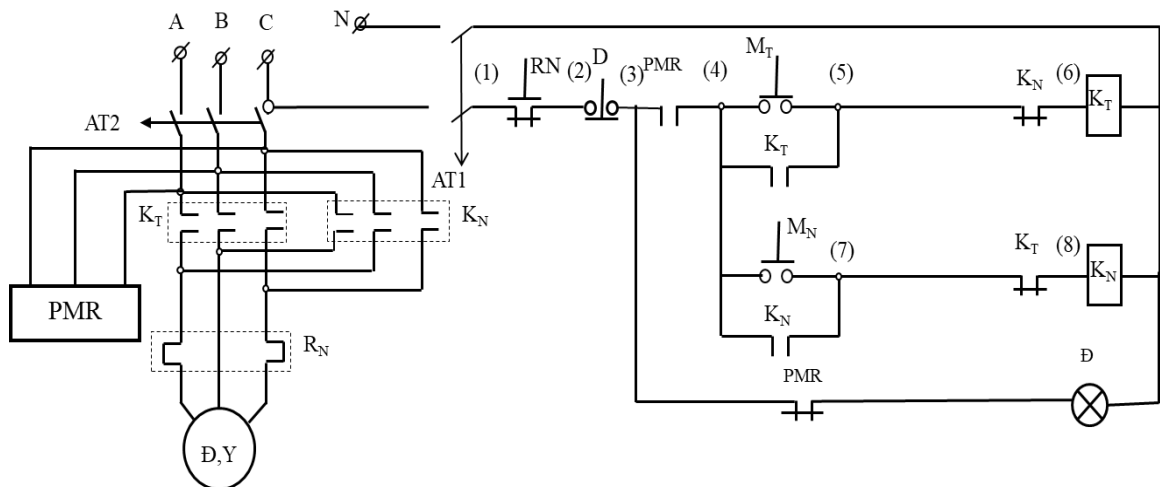 A B C N
AT2
AT1
K_T K_N
PMR
R_N
Đ,Y
(1) RN (2) D (3) PMR (4) M_T (5) K_N (6) K_T
K_T
M_N (7) K_T (8) K_N
K_N
PMR Đ